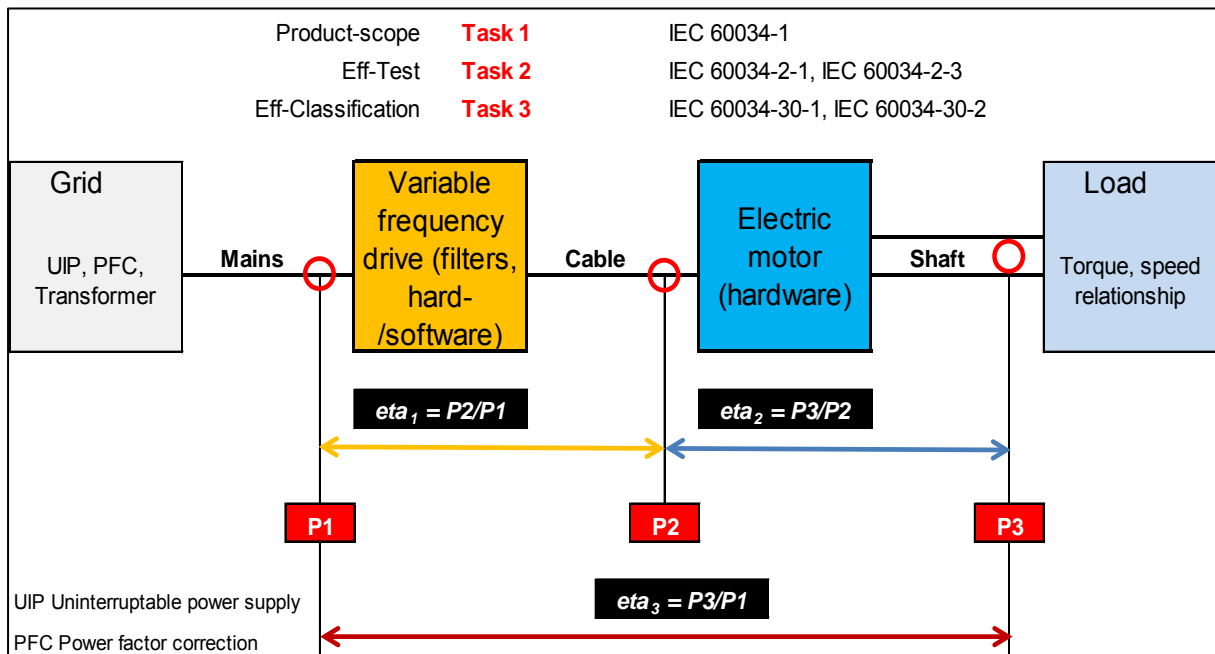 Product-scope Task 1 IEC 60034-1
Eff-Test Task 2 IEC 60034-2-1, IEC 60034-2-3
Eff-Classification Task 3 IEC 60034-30-1, IEC 60034-30-2
Grid
UIP, PFC,
Transformer
Mains
Variable
frequency
drive (filters,
hard-
/software)
Cable
Electric
motor
(hardware)
Shaft
Load
Torque, speed
relationship
eta₁ = P2/P1
eta₂ = P3/P2
P1
P2
P3
eta₃ = P3/P1
UIP Uninterruptable power supply
PFC Power factor correction